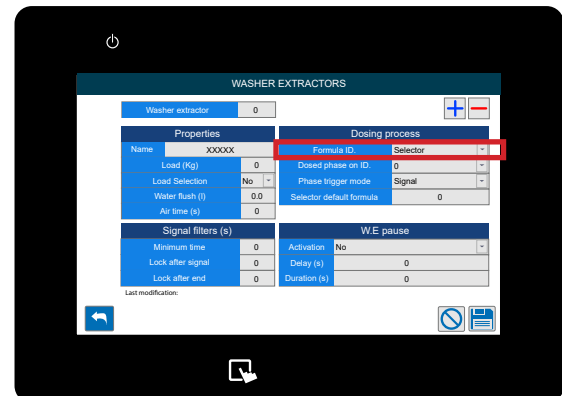 WASHER EXTRACTORS
Washer extractor 0
Properties
Name XXXXX
Load (Kg) 0
Load Selection No
Water flush (l) 0.0
Air time (s) 0
Dosing process
Formula ID. Selector
Dosed phase on ID. 0
Phase trigger mode Signal
Selector default formula 0
Signal filters (s)
Minimum time 0
Lock after signal 0
Lock after end 0
W.E pause
Activation No
Delay (s) 0
Duration (s) 0
Last modification: